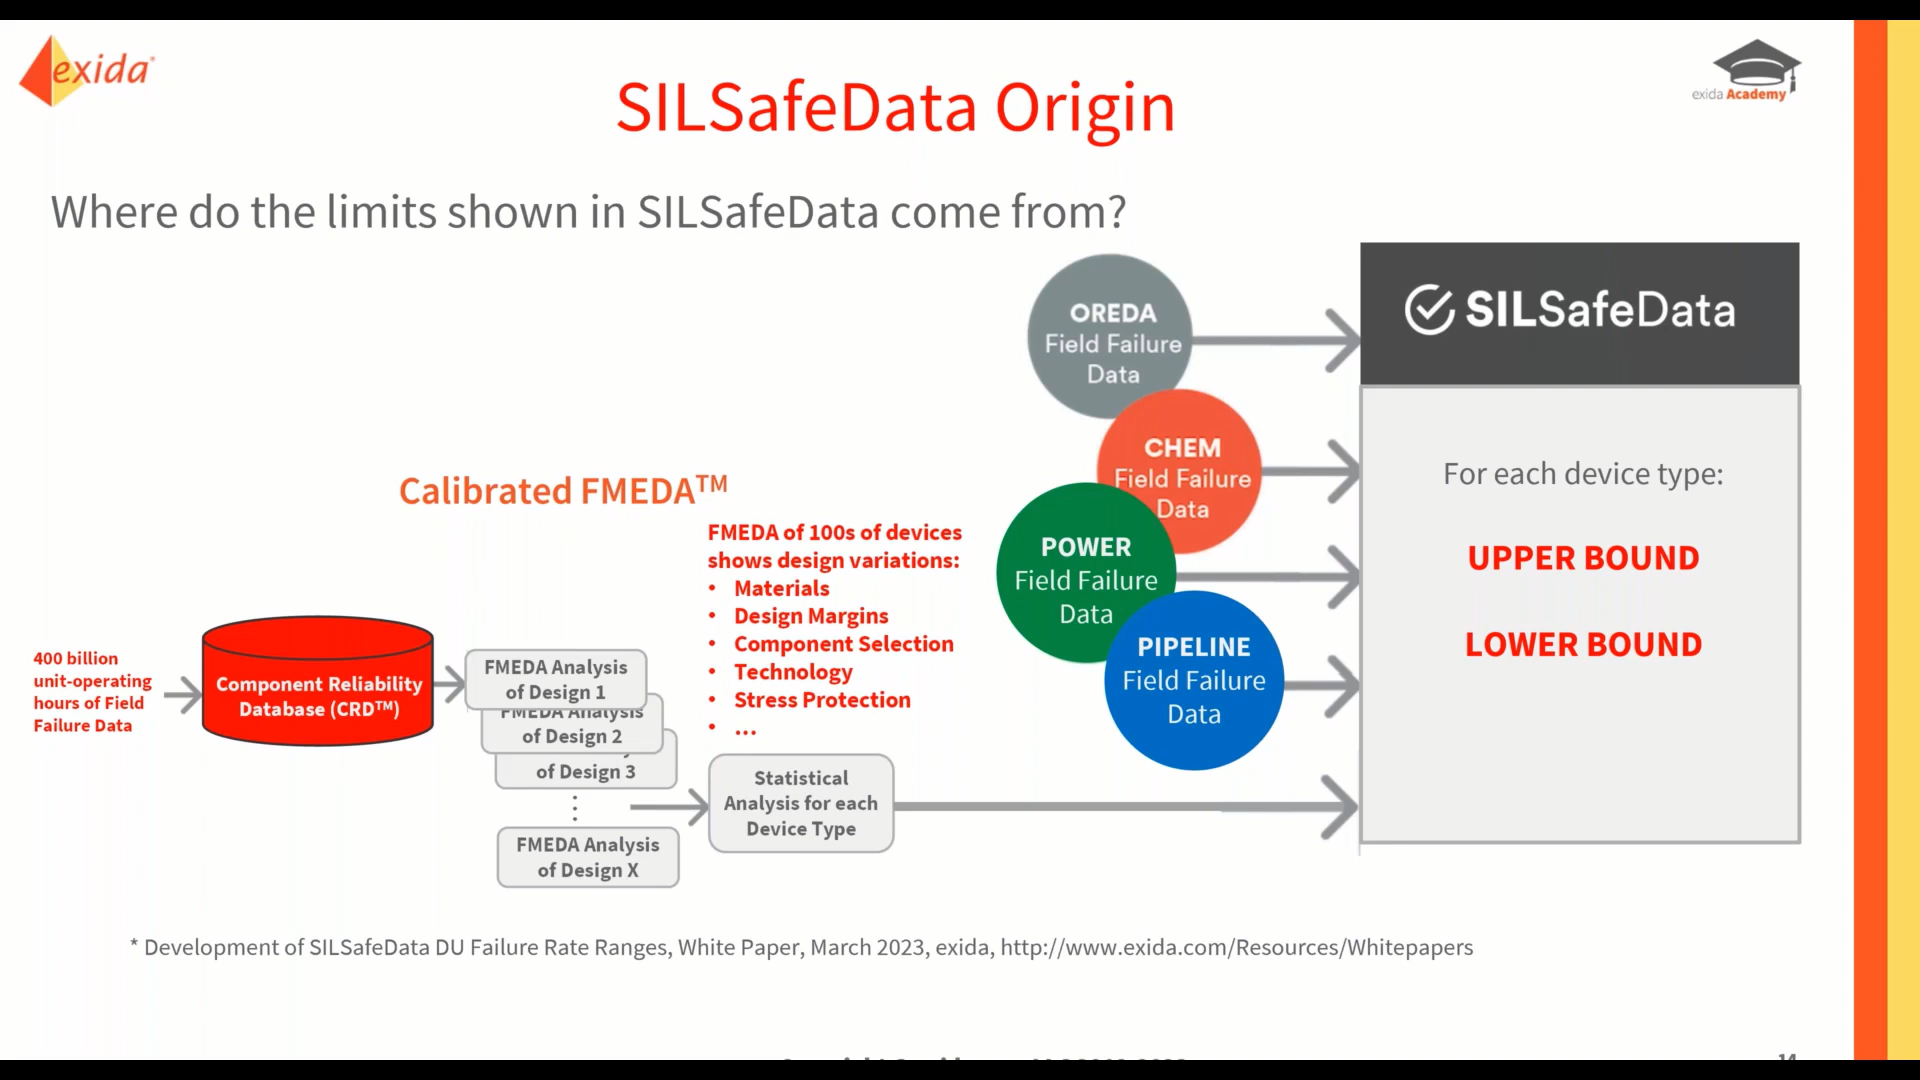 exida
exida Academy
SILSafeData Origin
Where do the limits shown in SILSafeData come from?
OREDA
Field Failure
Data
CHEM
Field Failure
Data
POWER
Field Failure
Data
PIPELINE
Field Failure
Data
SILSafeData
For each device type:
UPPER BOUND
LOWER BOUND
Calibrated FMEDA™
FMEDA of 100s of devices
shows design variations:
• Materials
• Design Margins
• Component Selection
• Technology
• Stress Protection
• ...
400 billion
unit-operating
hours of Field
Failure Data
Component Reliability
Database (CRD™)
FMEDA Analysis
of Design 1
FMEDA Analysis
of Design 2
of Design 3
FMEDA Analysis
of Design X
Statistical
Analysis for each
Device Type
* Development of SILSafeData DU Failure Rate Ranges, White Paper, March 2023, exida, http://www.exida.com/Resources/Whitepapers